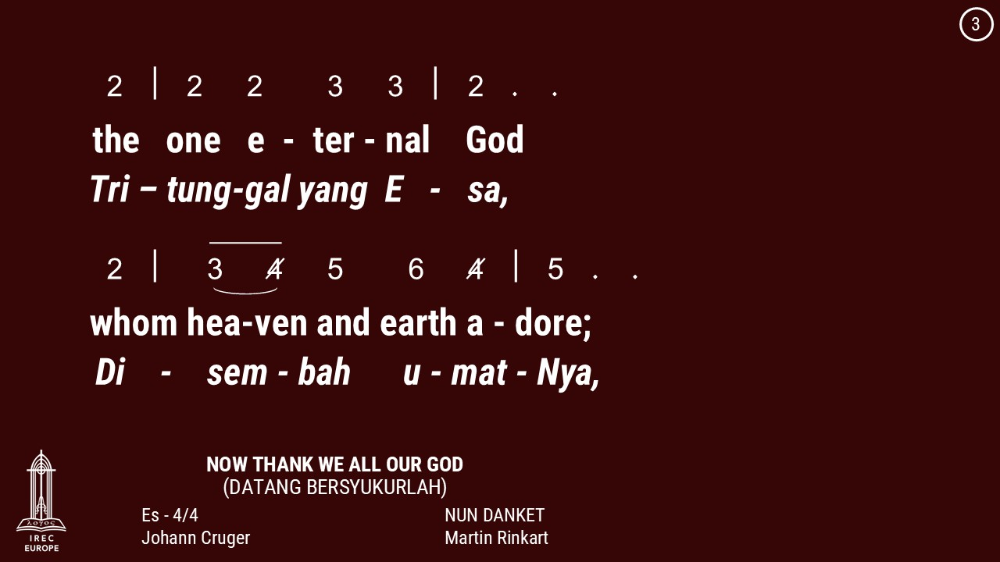 3
2 | 2 2 3 3 | 2 . .
the one e - ter - nal God
Tri – tung-gal yang E - sa,
2 | 3 4̸ 5 6 4̸ | 5 . .
whom hea-ven and earth a - dore;
Di - sem - bah u - mat - Nya,
NOW THANK WE ALL OUR GOD
(DATANG BERSYUKURLAH)
Es - 4/4 NUN DANKET
Johann Cruger Martin Rinkart
λογος
IREC
EUROPE